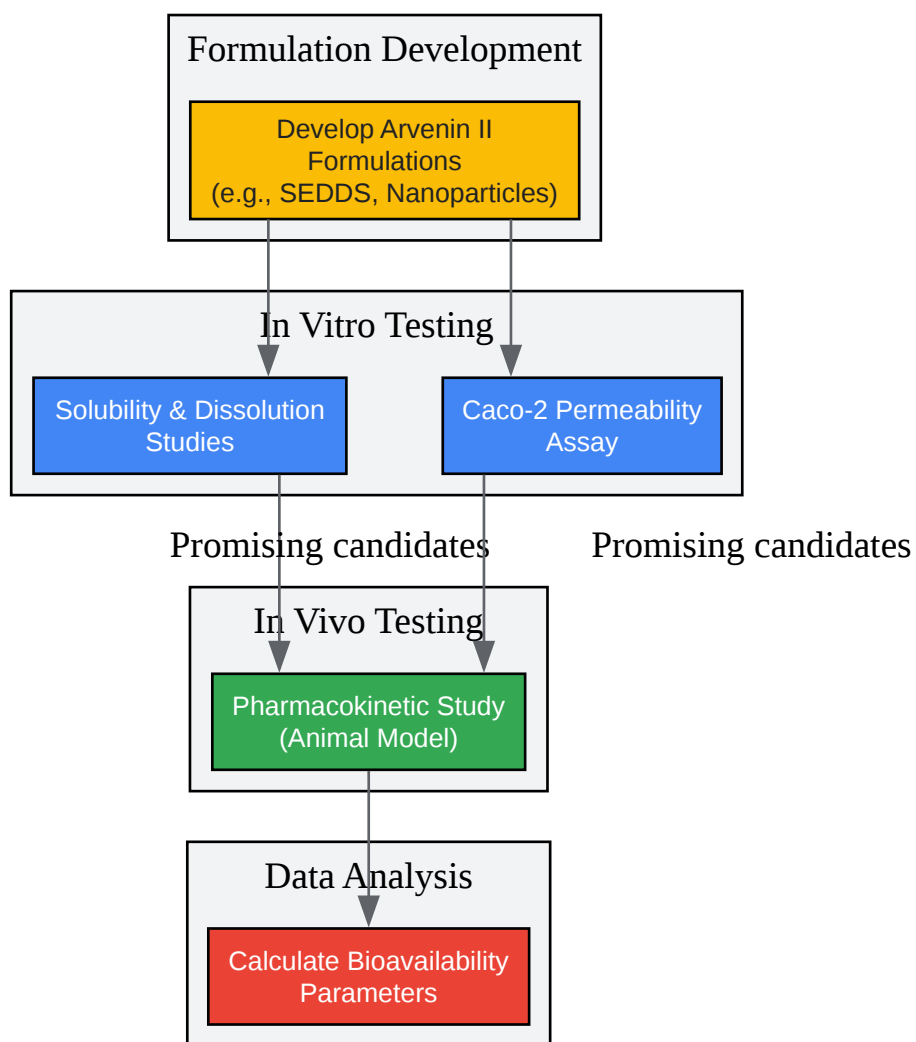 Formulation Development
Develop Arvenin II
Formulations
(e.g., SEDDS, Nanoparticles)
In Vitro Testing
Solubility & Dissolution
Studies
Caco-2 Permeability
Assay
Promising candidates
Promising candidates
In Vivo Testing
Pharmacokinetic Study
(Animal Model)
Data Analysis
Calculate Bioavailability
Parameters